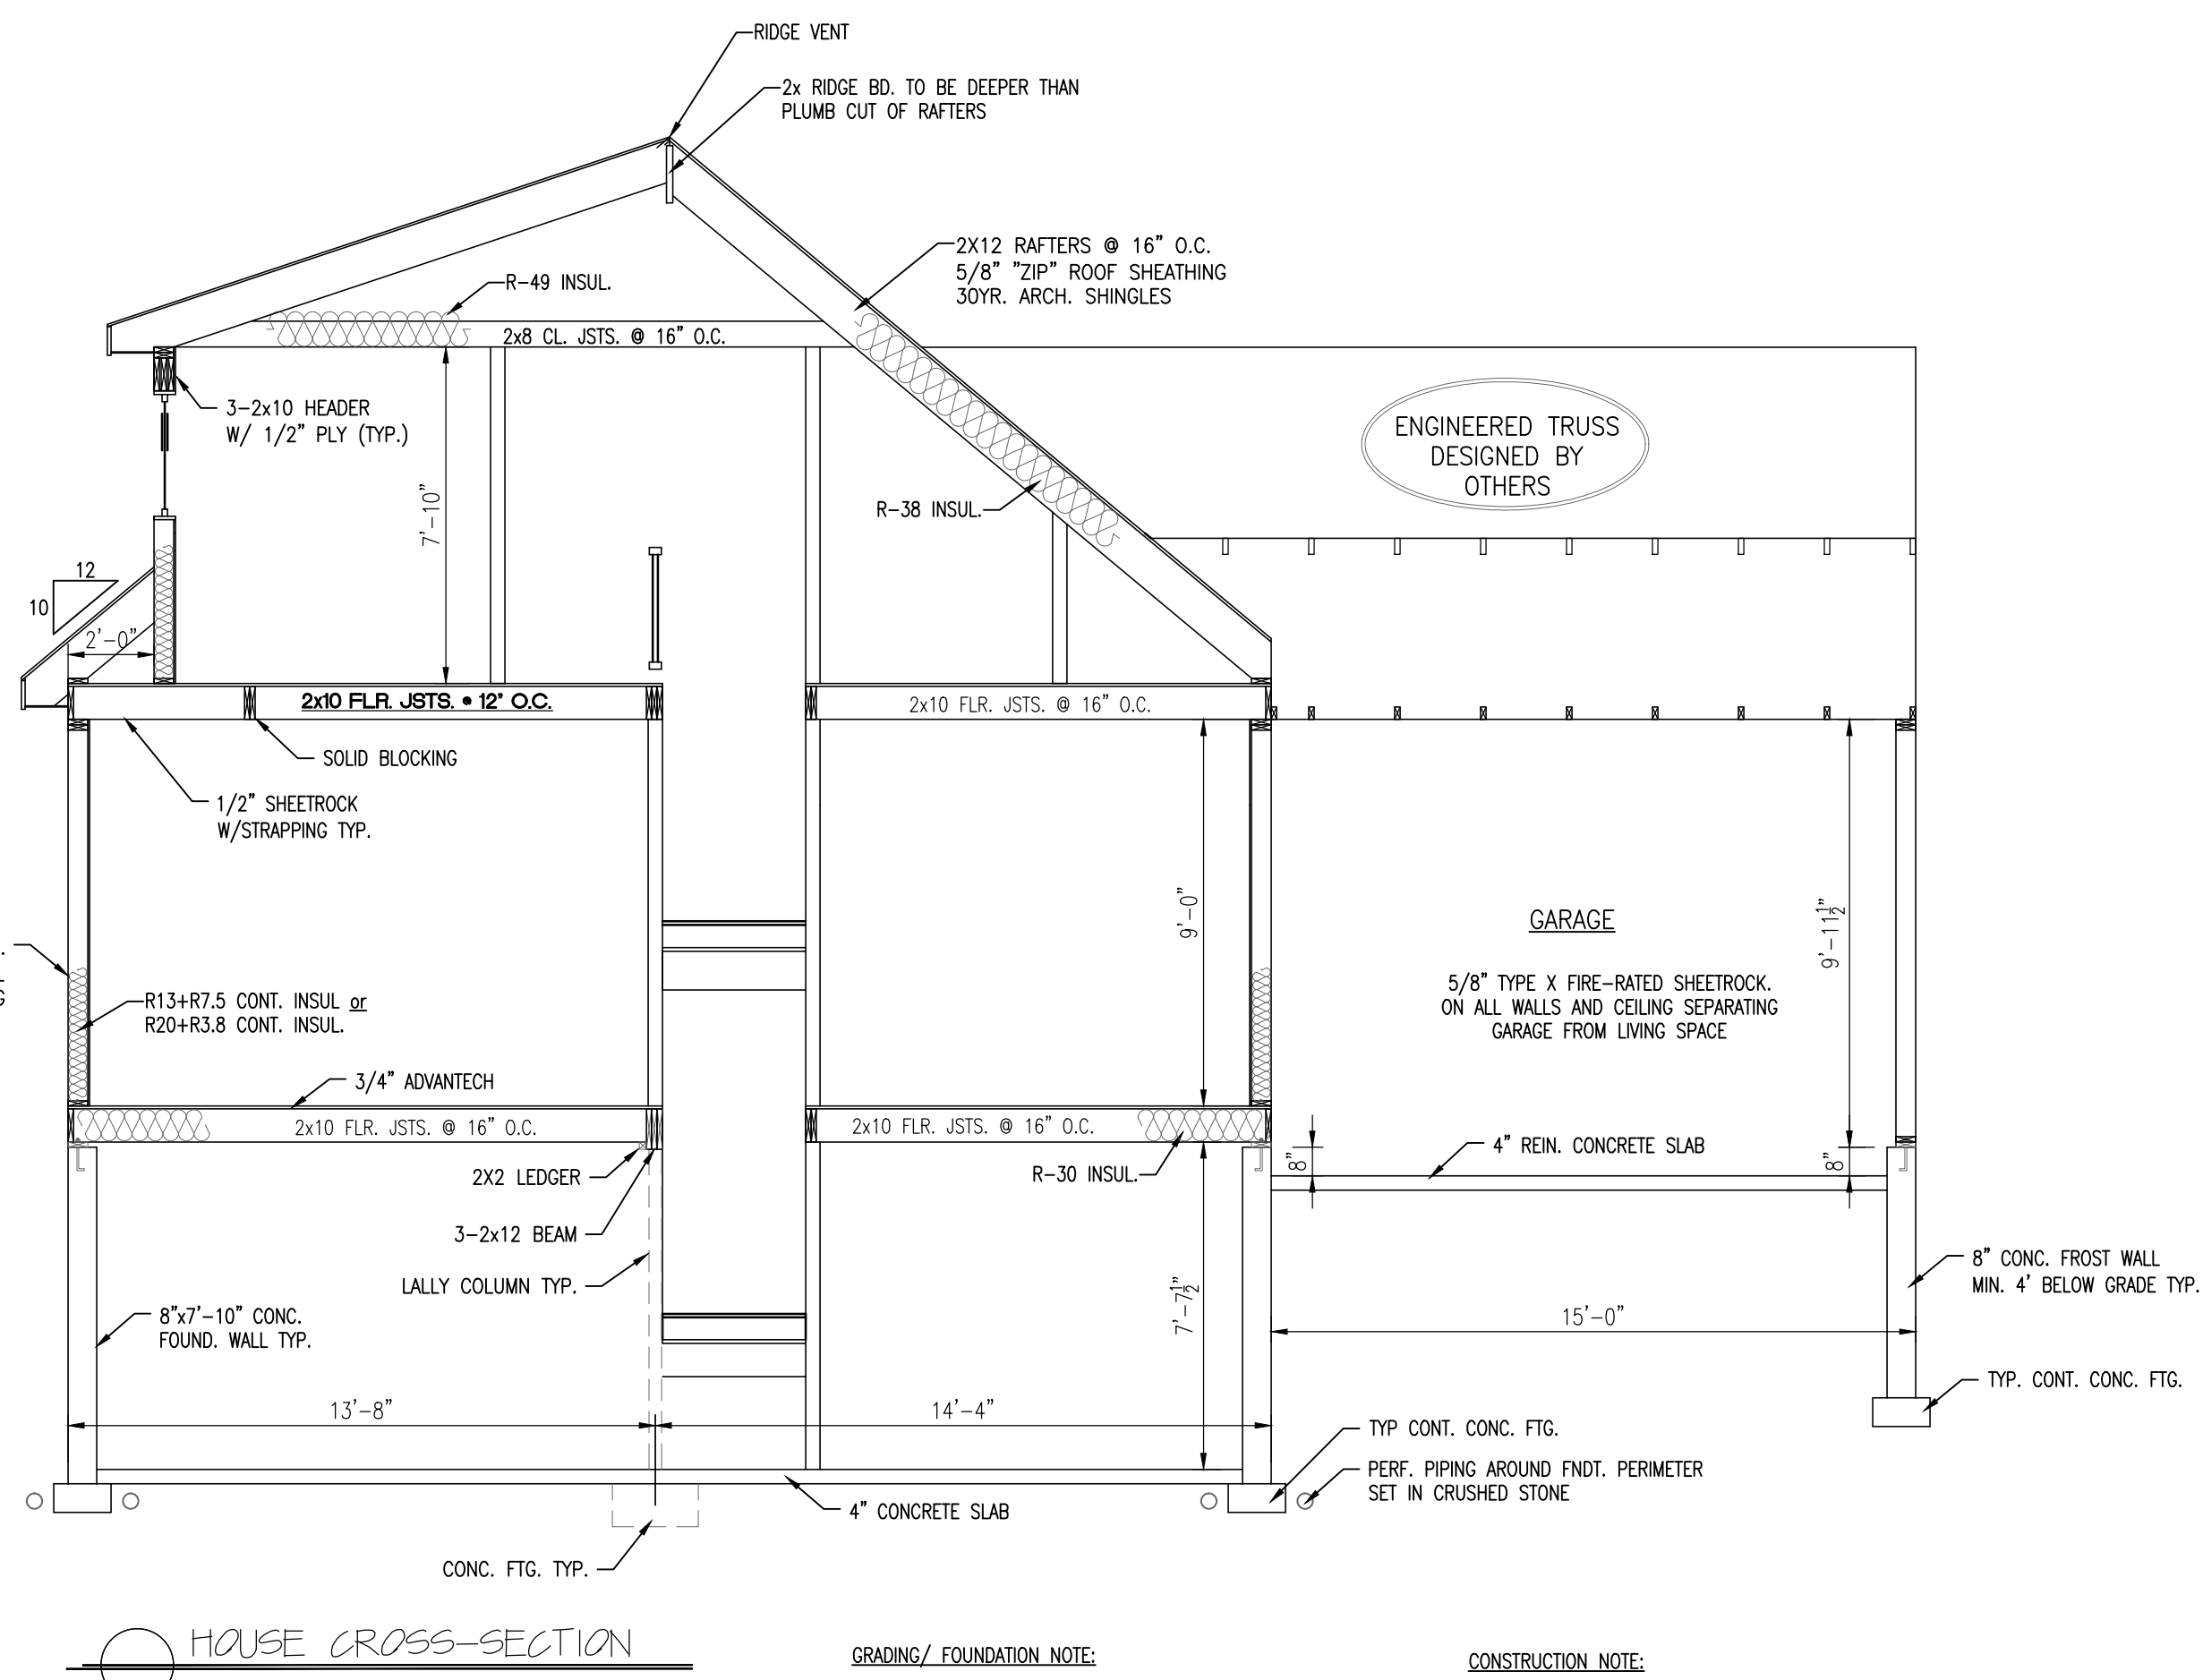 RIDGE VENT
2x RIDGE BD. TO BE DEEPER THAN
PLUMB CUT OF RAFTERS
2X12 RAFTERS @ 16" O.C.
5/8" "ZIP" ROOF SHEATHING
30YR. ARCH. SHINGLES
R-49 INSUL.
2x8 CL. JSTS. @ 16" O.C.
3-2x10 HEADER
W/ 1/2" PLY (TYP.)
ENGINEERED TRUSS
DESIGNED BY
OTHERS
7'-10"
R-38 INSUL.
12
10
2'-0"
2x10 FLR. JSTS. @ 12" O.C.
2x10 FLR. JSTS. @ 16" O.C.
SOLID BLOCKING
1/2" SHEETROCK
W/STRAPPING TYP.
9'-0"
GARAGE
9'-11 1/2"
5/8" TYPE X FIRE-RATED SHEETROCK.
ON ALL WALLS AND CEILING SEPARATING
GARAGE FROM LIVING SPACE
R13+R7.5 CONT. INSUL or
R20+R3.8 CONT. INSUL.
3/4" ADVANTECH
2x10 FLR. JSTS. @ 16" O.C.
2x10 FLR. JSTS. @ 16" O.C.
4" REIN. CONCRETE SLAB
8"
8"
2X2 LEDGER
R-30 INSUL.
3-2x12 BEAM
LALLY COLUMN TYP.
8" CONC. FROST WALL
MIN. 4' BELOW GRADE TYP.
8"x7'-10" CONC.
FOUND. WALL TYP.
7'-7 1/2"
15'-0"
TYP. CONT. CONC. FTG.
13'-8"
14'-4"
TYP CONT. CONC. FTG.
PERF. PIPING AROUND FNDT. PERIMETER
SET IN CRUSHED STONE
4" CONCRETE SLAB
CONC. FTG. TYP.
HOUSE CROSS-SECTION
GRADING/ FOUNDATION NOTE:
CONSTRUCTION NOTE: